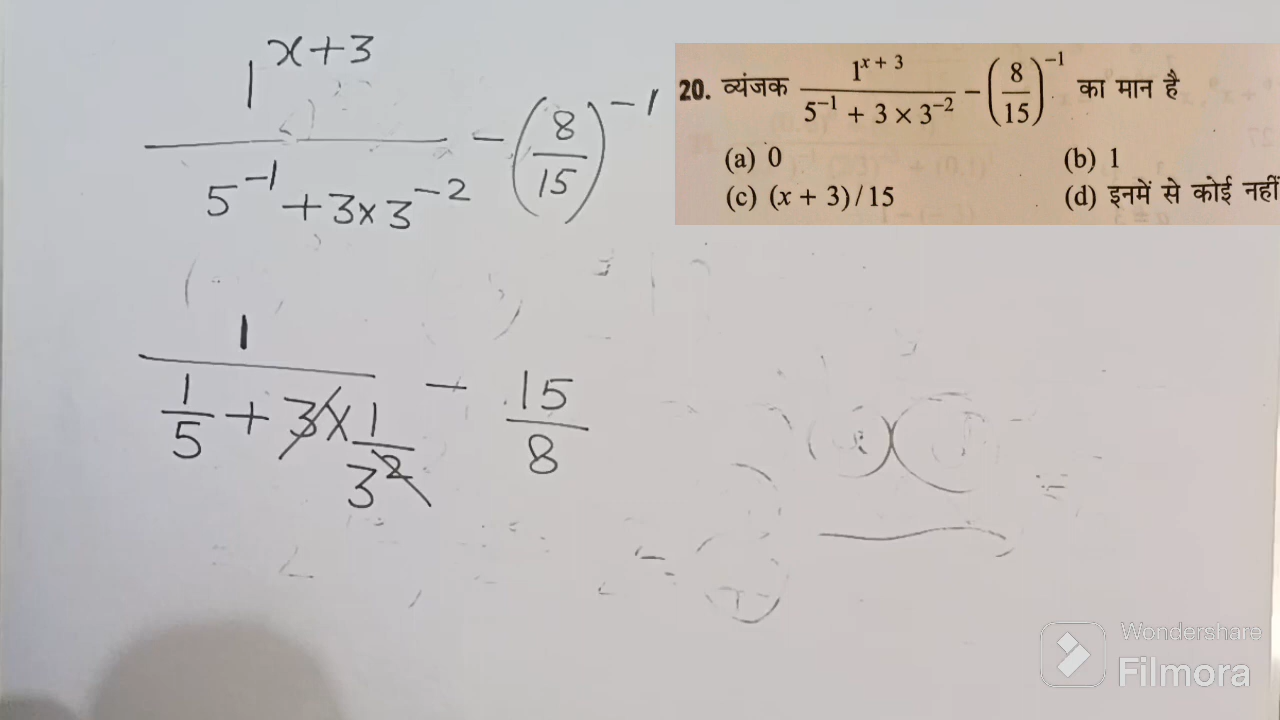 1^{x+3} / (5^{-1} + 3×3^{-2}) - (8/15)^{-1}
20. व्यंजक 1^{x + 3} / (5^{-1} + 3 × 3^{-2}) - (8/15)^{-1} का मान है
(a) 0 (b) 1
(c) (x + 3)/15 (d) इनमें से कोई नहीं
1 / (1/5 + 3×1/3^2) - 15/8
Wondershare
Filmora